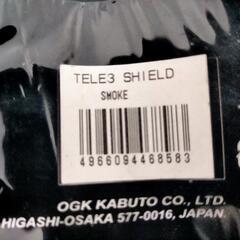 TELE3 SHIELD
SMOKE
4966094468583
OGK KABUTO CO., LTD.
HIGASHI-OSAKA 577-0016, JAPAN.